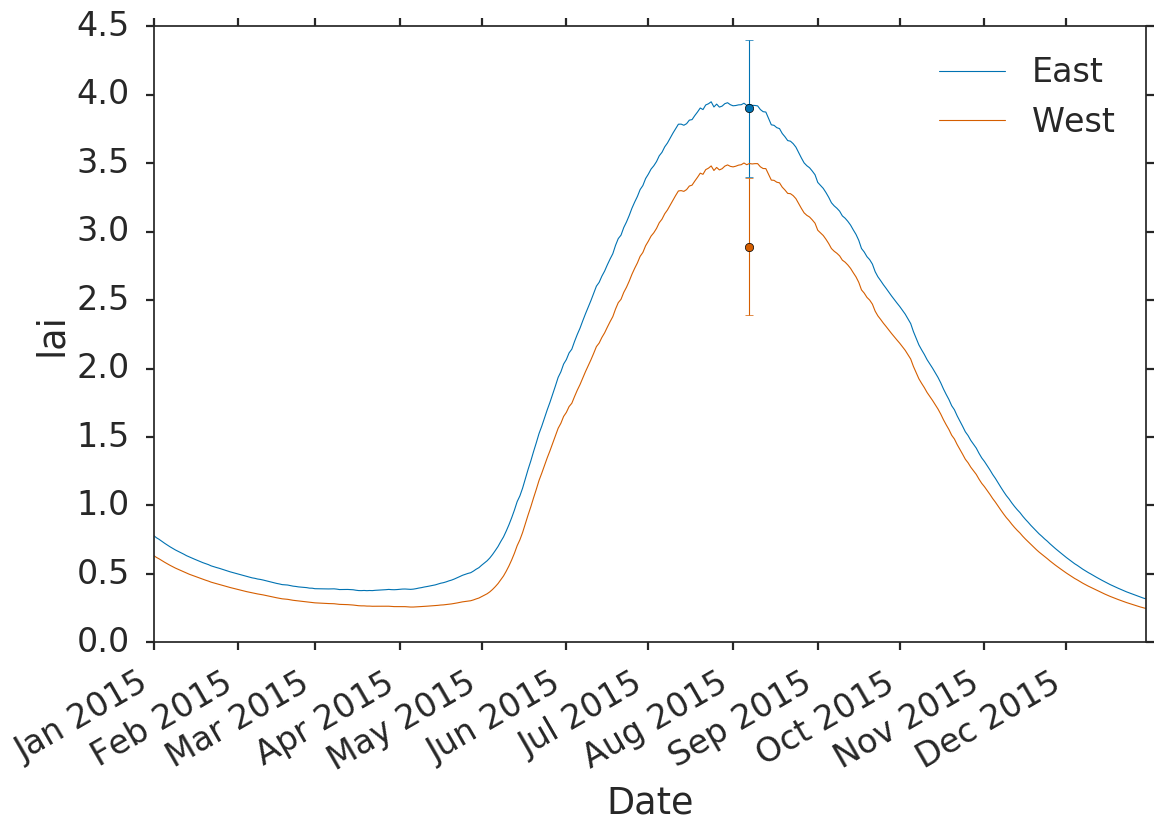 4.5
4.0
3.5
3.0
2.5
2.0
1.5
1.0
0.5
0.0
lai
East
West
Jan 2015
Feb 2015
Mar 2015
Apr 2015
May 2015
Jun 2015
Jul 2015
Aug 2015
Sep 2015
Oct 2015
Nov 2015
Dec 2015
Date